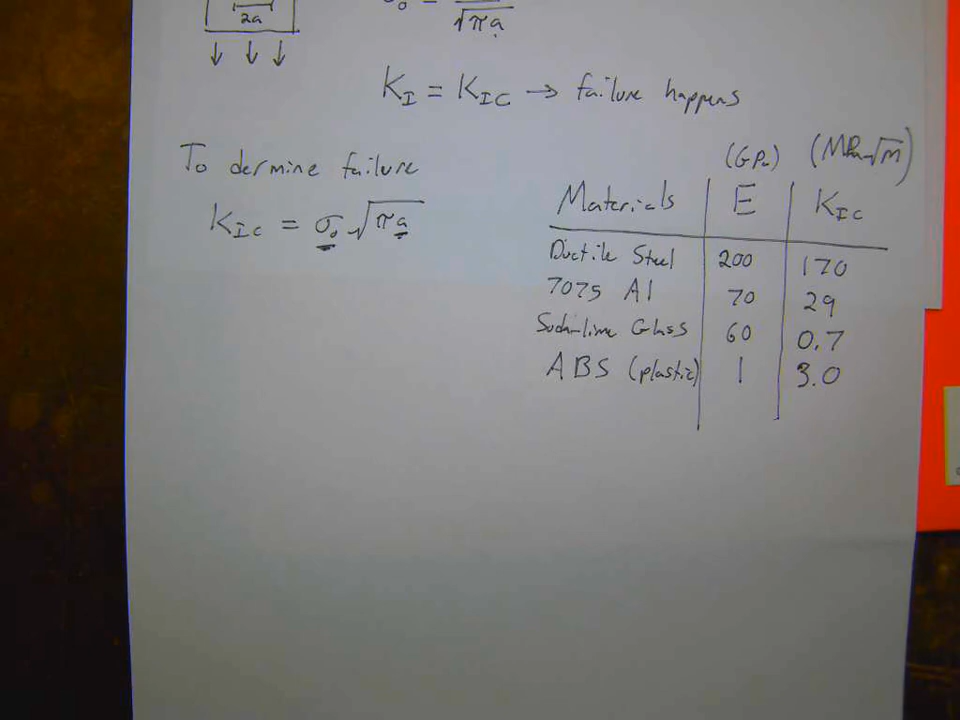 2a
σ₀ = 
√πa
K_I = K_IC → failure happens
To dermine failure
K_Ic = σ₀ √πa
(GPa) (MPa√m)
Materials E K_IC
Ductile Steel 200 170
7075 Al 70 29
Soda-lime Glass 60 0.7
ABS (plastic) 1 3.0